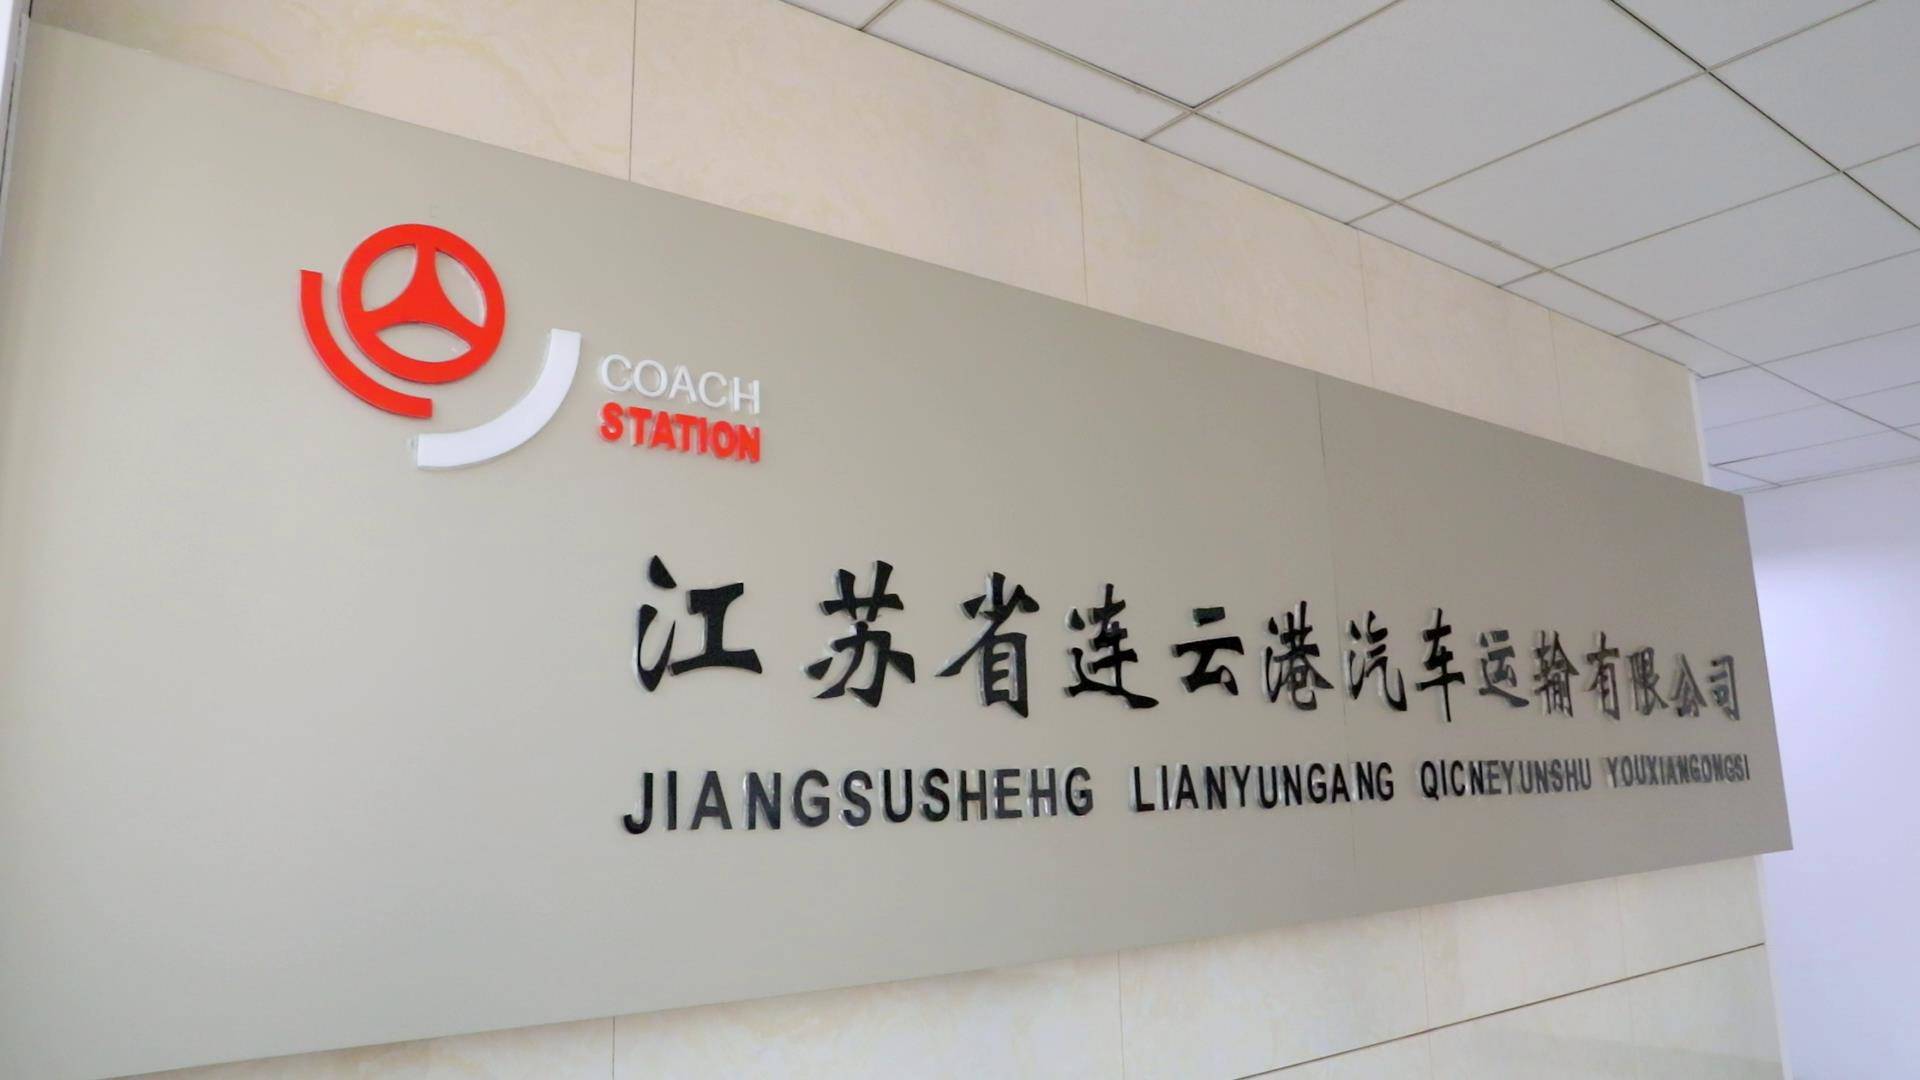 COACH
STATION
江苏省连云港汽车运输有限公司
JIANGSUSHEHG LIANYUNGANG QICNEYUNSHU YOUXIANGONGSI